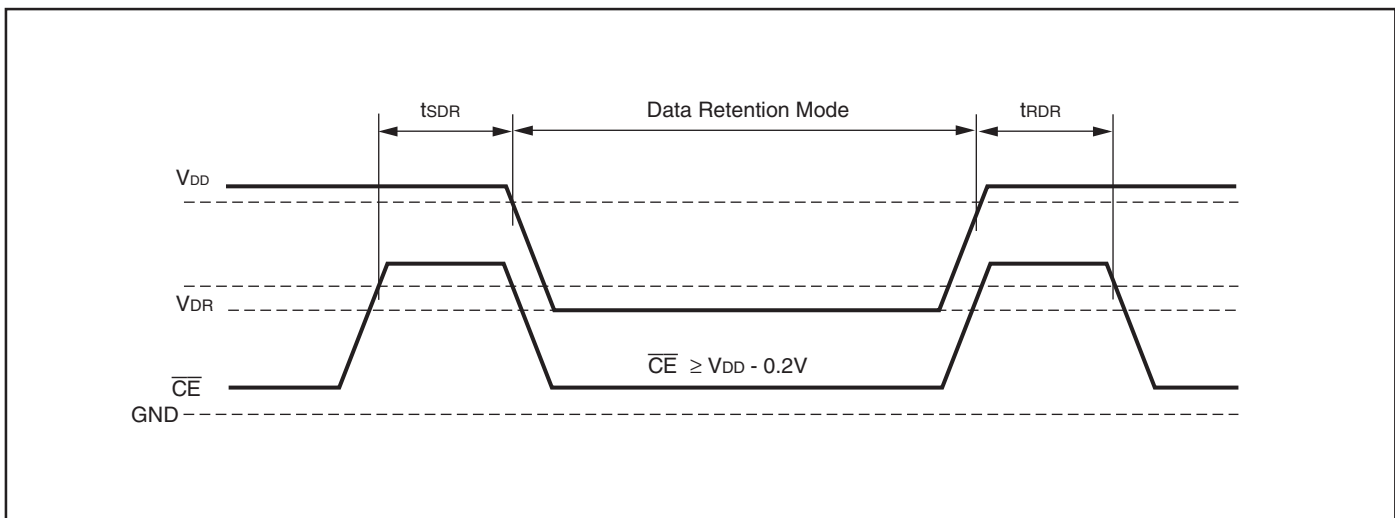 tSDR Data Retention Mode tRDR
VDD
VDR
CE ≥ VDD - 0.2V
CE
GND